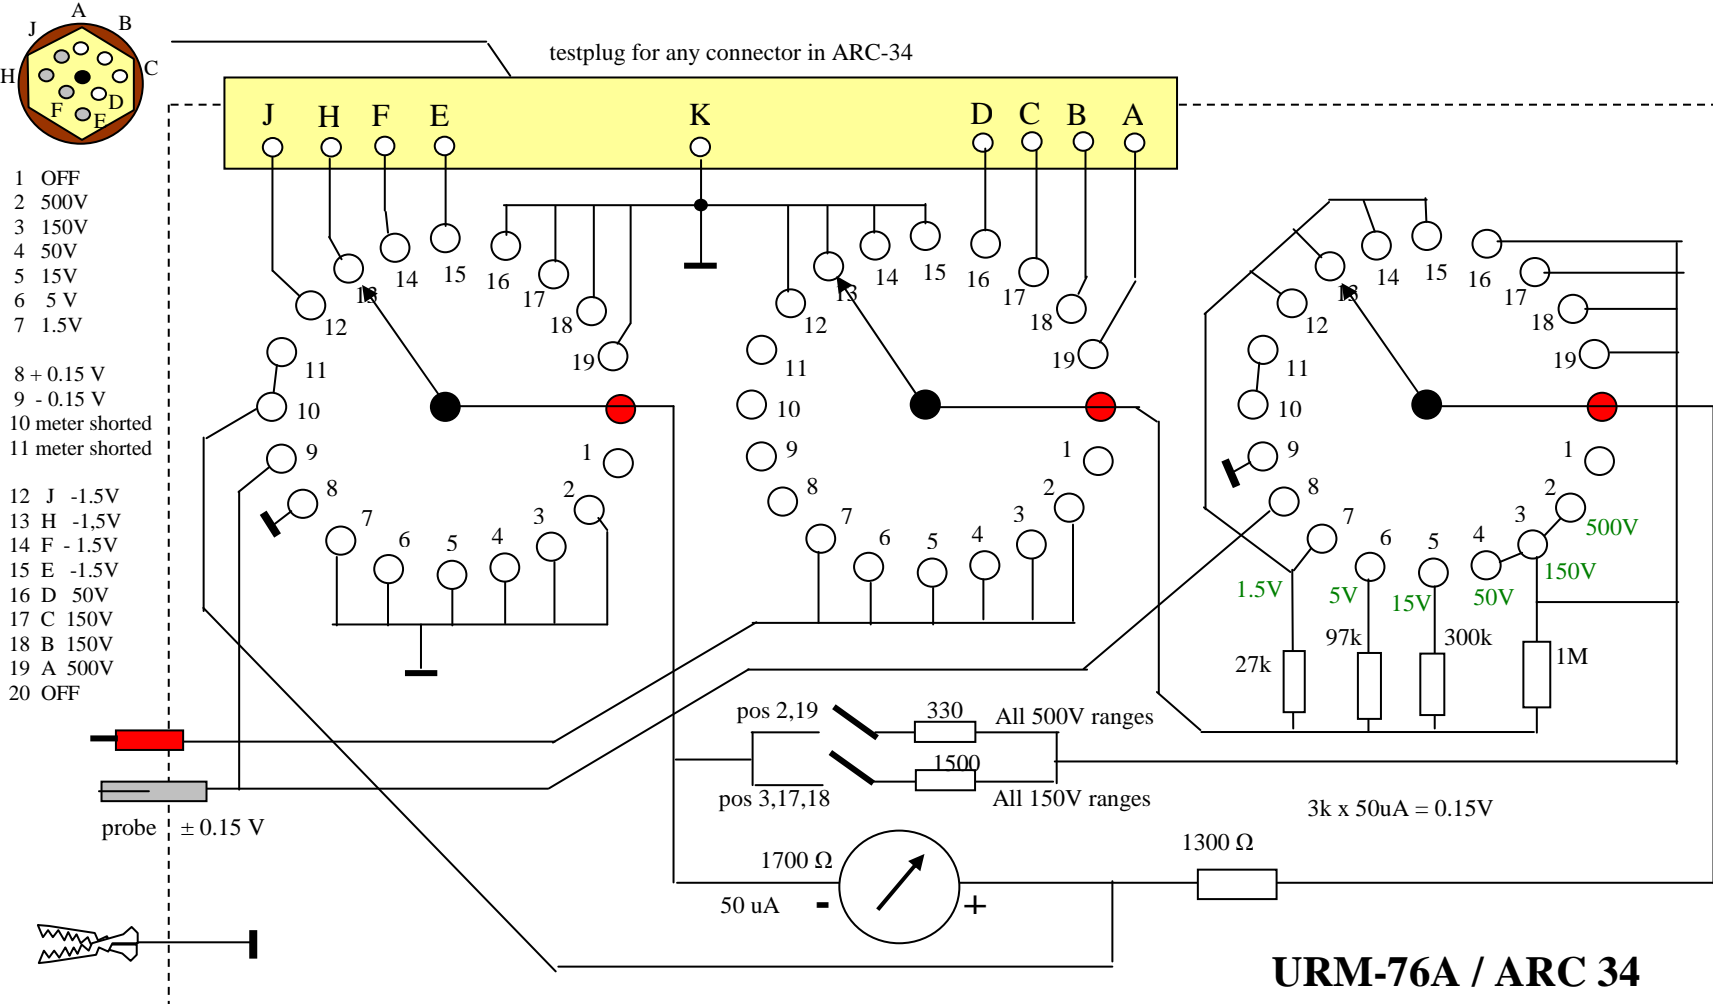 A
J
B
H
C
F
D
E
testplug for any connector in ARC-34
J H F E K D C B A
1 OFF
2 500V
3 150V
4 50V
5 15V
6 5 V
7 1.5V
8 + 0.15 V
9 - 0.15 V
10 meter shorted
11 meter shorted
12 J -1.5V
13 H -1,5V
14 F - 1.5V
15 E -1.5V
16 D 50V
17 C 150V
18 B 150V
19 A 500V
20 OFF
13
14
15
16
17
18
19
12
11
10
9
8
7
6
5
4
3
2
1
13
14
15
16
17
18
19
12
11
10
9
8
7
6
5
4
3
2
1
13
14
15
16
17
18
19
12
11
10
9
8
7
6
5
4
3
2
1
500V
150V
50V
15V
5V
1.5V
27k
97k
300k
1M
pos 2,19
330
All 500V ranges
1500
pos 3,17,18
All 150V ranges
3k x 50uA = 0.15V
probe ± 0.15 V
1700 Ω
1300 Ω
50 uA
-
+
URM-76A / ARC 34